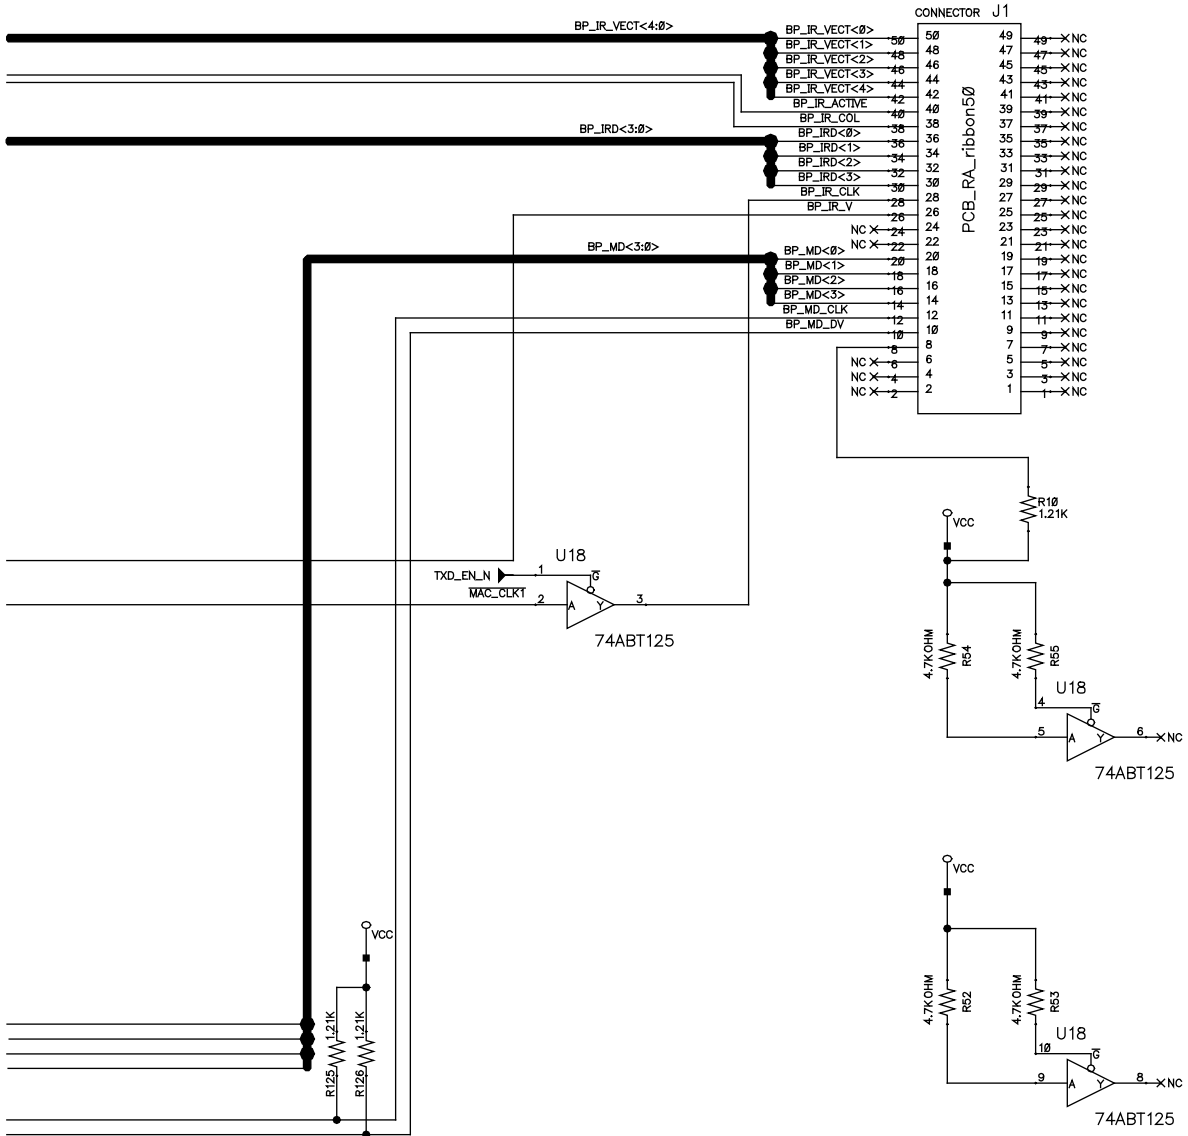 CONNECTOR J1
BP_IR_VECT<4:0>
BP_IR_VECT<0> 50 50 49 49 NC
BP_IR_VECT<1> 48 48 47 47 NC
BP_IR_VECT<2> 46 46 45 45 NC
BP_IR_VECT<3> 44 44 43 43 NC
BP_IR_VECT<4> 42 42 41 41 NC
BP_IR_ACTIVE 40 40 39 39 NC
BP_IR_COL 38 38 37 37 NC
BP_IRD<3:0>
BP_IRD<0> 36 36 35 35 NC
BP_IRD<1> 34 34 33 33 NC
BP_IRD<2> 32 32 31 31 NC
BP_IRD<3> 30 30 29 29 NC
BP_IR_CLK 28 28 27 27 NC
BP_IR_V 26 26 25 25 NC
NC 24 24 23 23 NC
NC 22 22 21 21 NC
BP_MD<3:0>
BP_MD<0> 20 20 19 19 NC
BP_MD<1> 18 18 17 17 NC
BP_MD<2> 16 16 15 15 NC
BP_MD<3> 14 14 13 13 NC
BP_MD_CLK 12 12 11 11 NC
BP_MD_DV 10 10 9 9 NC
8 8 7 7 NC
NC 6 6 5 5 NC
NC 4 4 3 3 NC
NC 2 2 1 1 NC
PCB_RA_ribbon50
R10
1.21K
VCC
U18
TXD_EN_N 1 G
MAC_CLK1 2 A Y 3
74ABT125
4.7KOHM R54 4.7KOHM R55
U18
4 G
5 A Y 6 NC
74ABT125
VCC
4.7KOHM R52 4.7KOHM R53
U18
10 G
9 A Y 8 NC
74ABT125
VCC
1.21K 1.21K
R125 R126